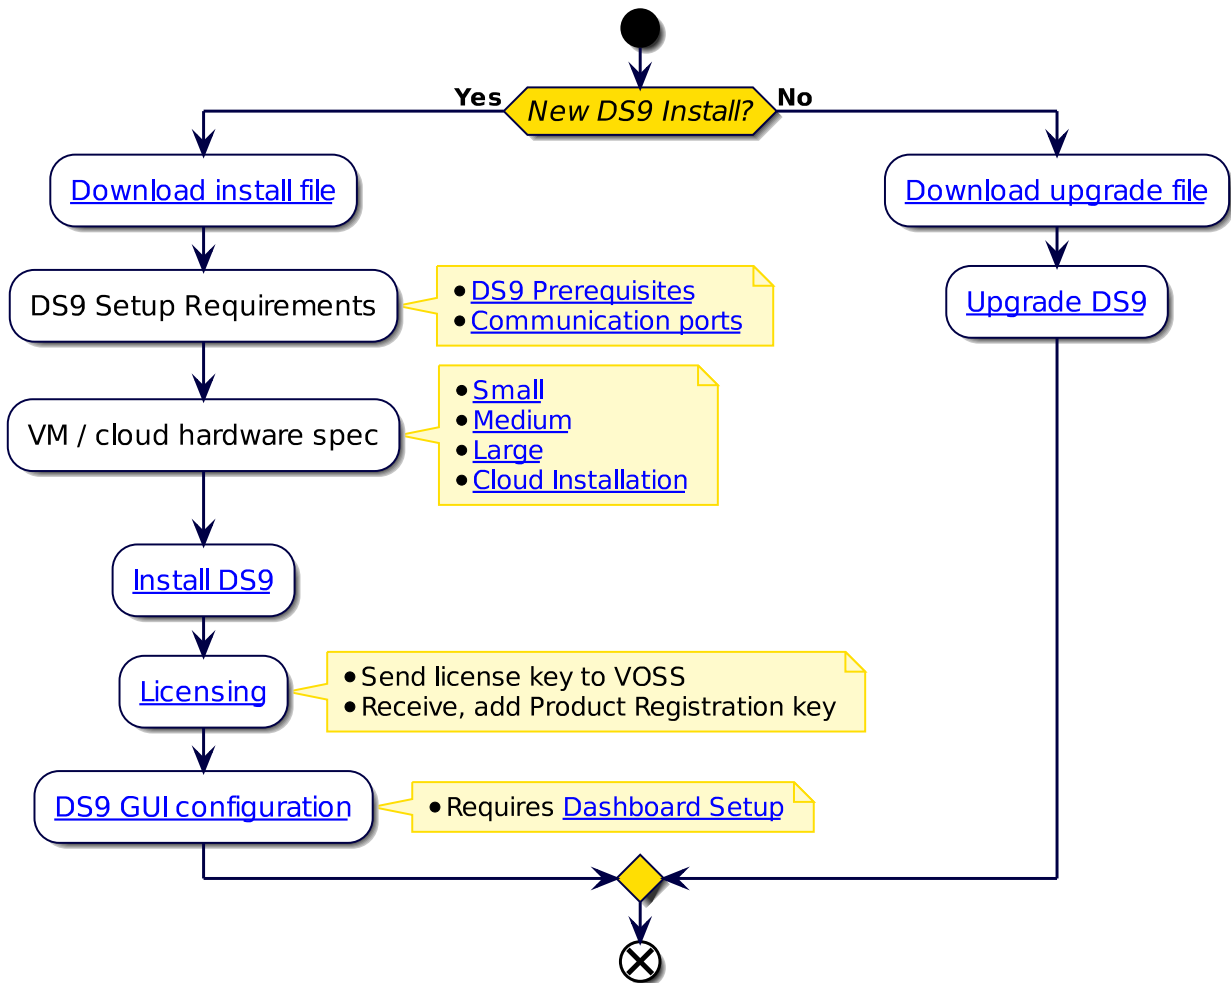 New DS9 Install?
Yes
No
Download install file
Download upgrade file
DS9 Setup Requirements
• DS9 Prerequisites
• Communication ports
Upgrade DS9
VM / cloud hardware spec
• Small
• Medium
• Large
• Cloud Installation
Install DS9
Licensing
• Send license key to VOSS
• Receive, add Product Registration key
DS9 GUI configuration
• Requires Dashboard Setup